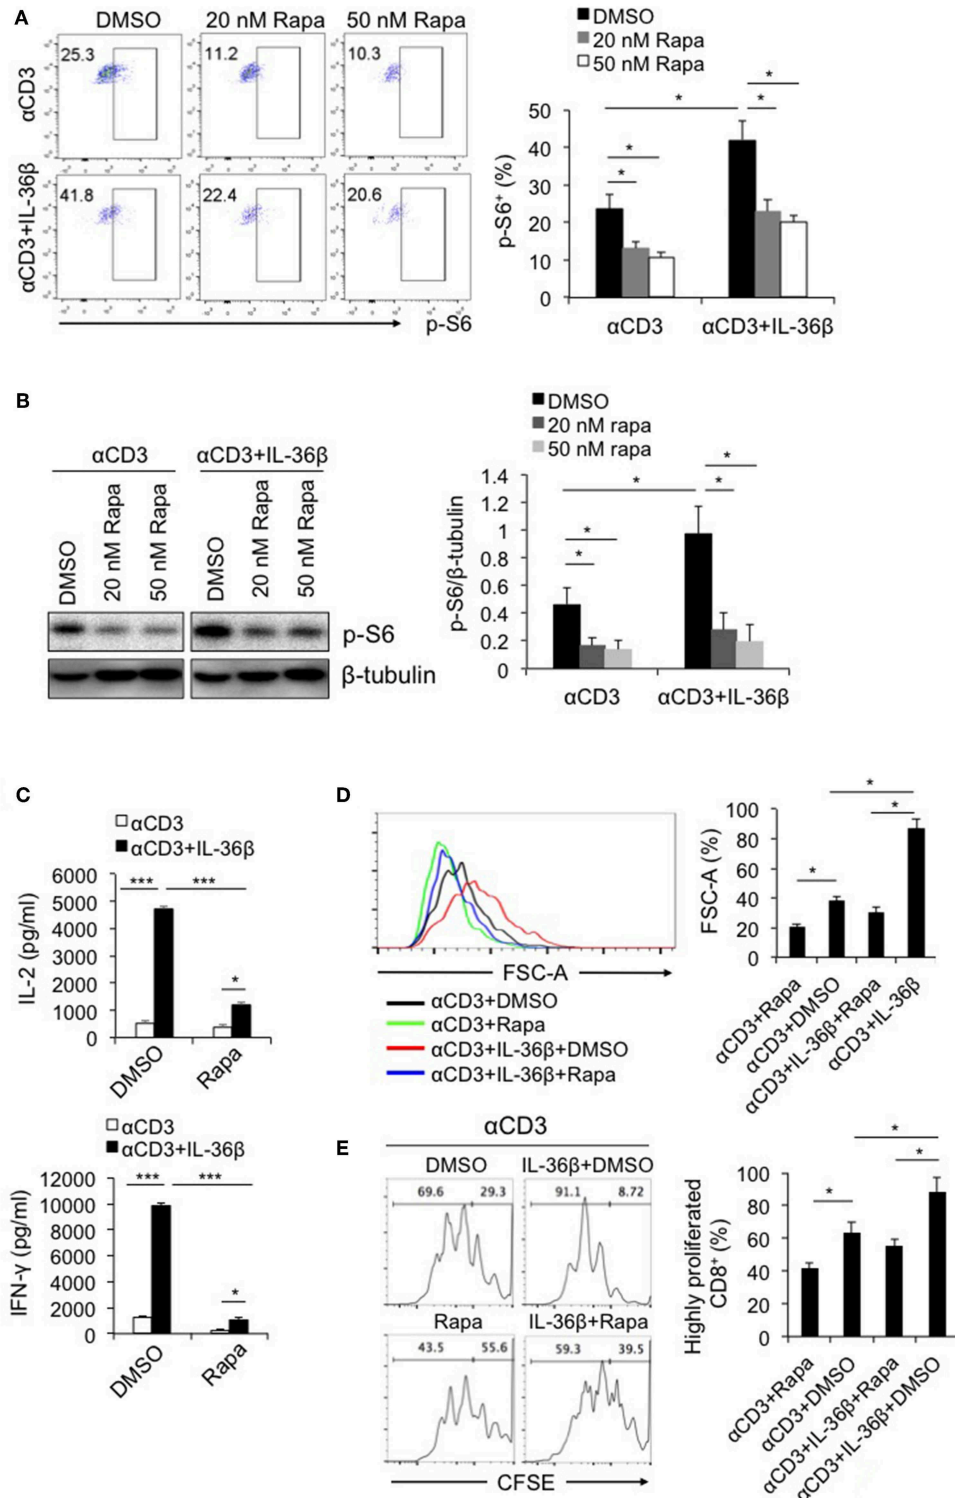 A
DMSO 20 nM Rapa 50 nM Rapa
αCD3
25.3 11.2 10.3
αCD3+IL-36β
41.8 22.4 20.6
p-S6
DMSO
20 nM Rapa
50 nM Rapa
p-S6+ (%)
50
40
30
20
10
0
* * * * *
αCD3 αCD3+IL-36β
B
αCD3 αCD3+IL-36β
DMSO 20 nM Rapa 50 nM Rapa DMSO 20 nM Rapa 50 nM Rapa
p-S6
β-tubulin
DMSO
20 nM rapa
50 nM rapa
p-S6/β-tubulin
1.4
1.2
1
0.8
0.6
0.4
0.2
0
* * * * *
αCD3 αCD3+IL-36β
C
αCD3
αCD3+IL-36β
IL-2 (pg/ml)
6000
5000
4000
3000
2000
1000
0
*** *** *
DMSO Rapa
αCD3
αCD3+IL-36β
IFN-γ (pg/ml)
12000
10000
8000
6000
4000
2000
0
*** *** *
DMSO Rapa
D
FSC-A
αCD3+DMSO
αCD3+Rapa
αCD3+IL-36β+DMSO
αCD3+IL-36β+Rapa
FSC-A (%)
100
80
60
40
20
0
* * *
αCD3+Rapa
αCD3+DMSO
αCD3+IL-36β+Rapa
αCD3+IL-36β
E
αCD3
DMSO IL-36β+DMSO
69.6 29.3 91.1 8.72
Rapa IL-36β+Rapa
43.5 55.6 59.3 39.5
CFSE
Highly proliferated
CD8+ (%)
100
80
60
40
20
0
* * *
αCD3+Rapa
αCD3+DMSO
αCD3+IL-36β+Rapa
αCD3+IL-36β+DMSO